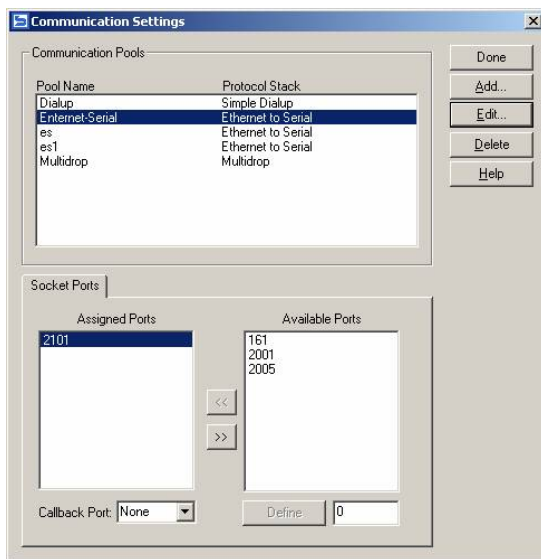 Communication Settings
Communication Pools
Pool Name Protocol Stack
Dialup Simple Dialup
Enternet-Serial Ethernet to Serial
es Ethernet to Serial
es1 Ethernet to Serial
Multidrop Multidrop
Done
Add...
Edit...
Delete
Help
Socket Ports
Assigned Ports Available Ports
2101 161
2001
2005
<<
>>
Callback Port: None Define 0